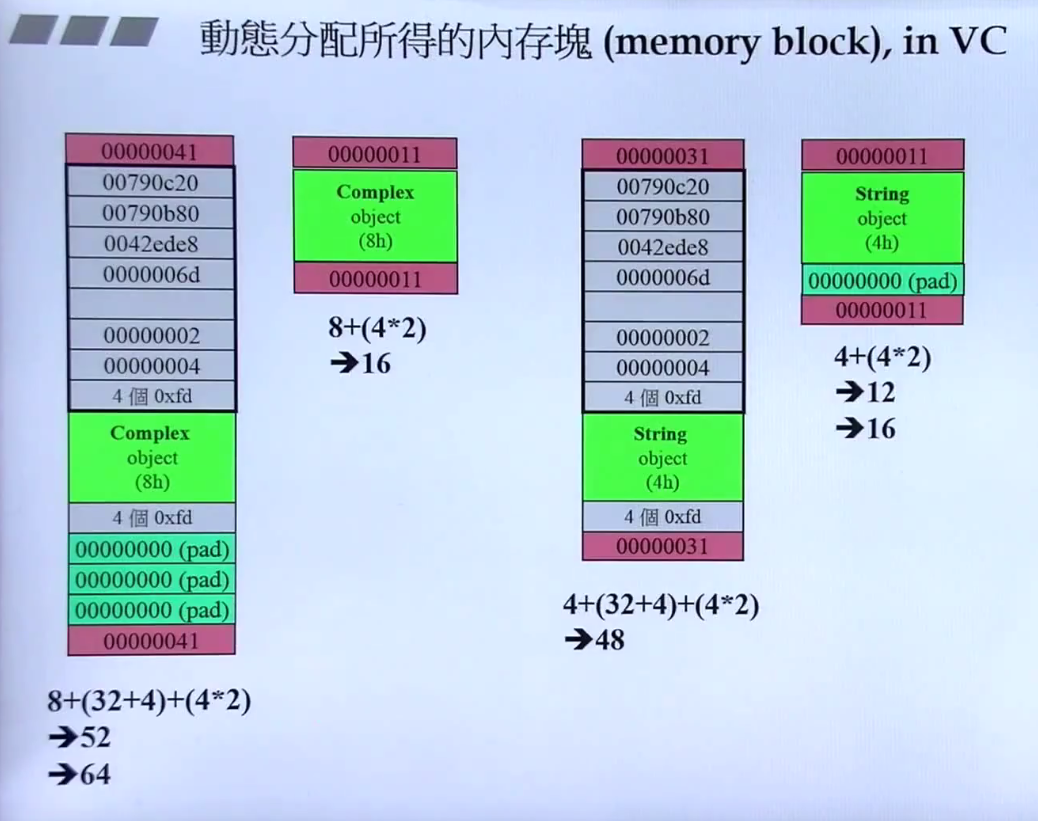 動態分配所得的內存塊 (memory block), in VC
00000041
00790c20
00790b80
0042ede8
0000006d
00000002
00000004
4 個 0xfd
Complex
object
(8h)
4 個 0xfd
00000000 (pad)
00000000 (pad)
00000000 (pad)
00000041
8+(32+4)+(4*2)
➔52
➔64
00000011
Complex
object
(8h)
00000011
8+(4*2)
➔16
00000031
00790c20
00790b80
0042ede8
0000006d
00000002
00000004
4 個 0xfd
String
object
(4h)
4 個 0xfd
00000031
4+(32+4)+(4*2)
➔48
00000011
String
object
(4h)
00000000 (pad)
00000011
4+(4*2)
➔12
➔16